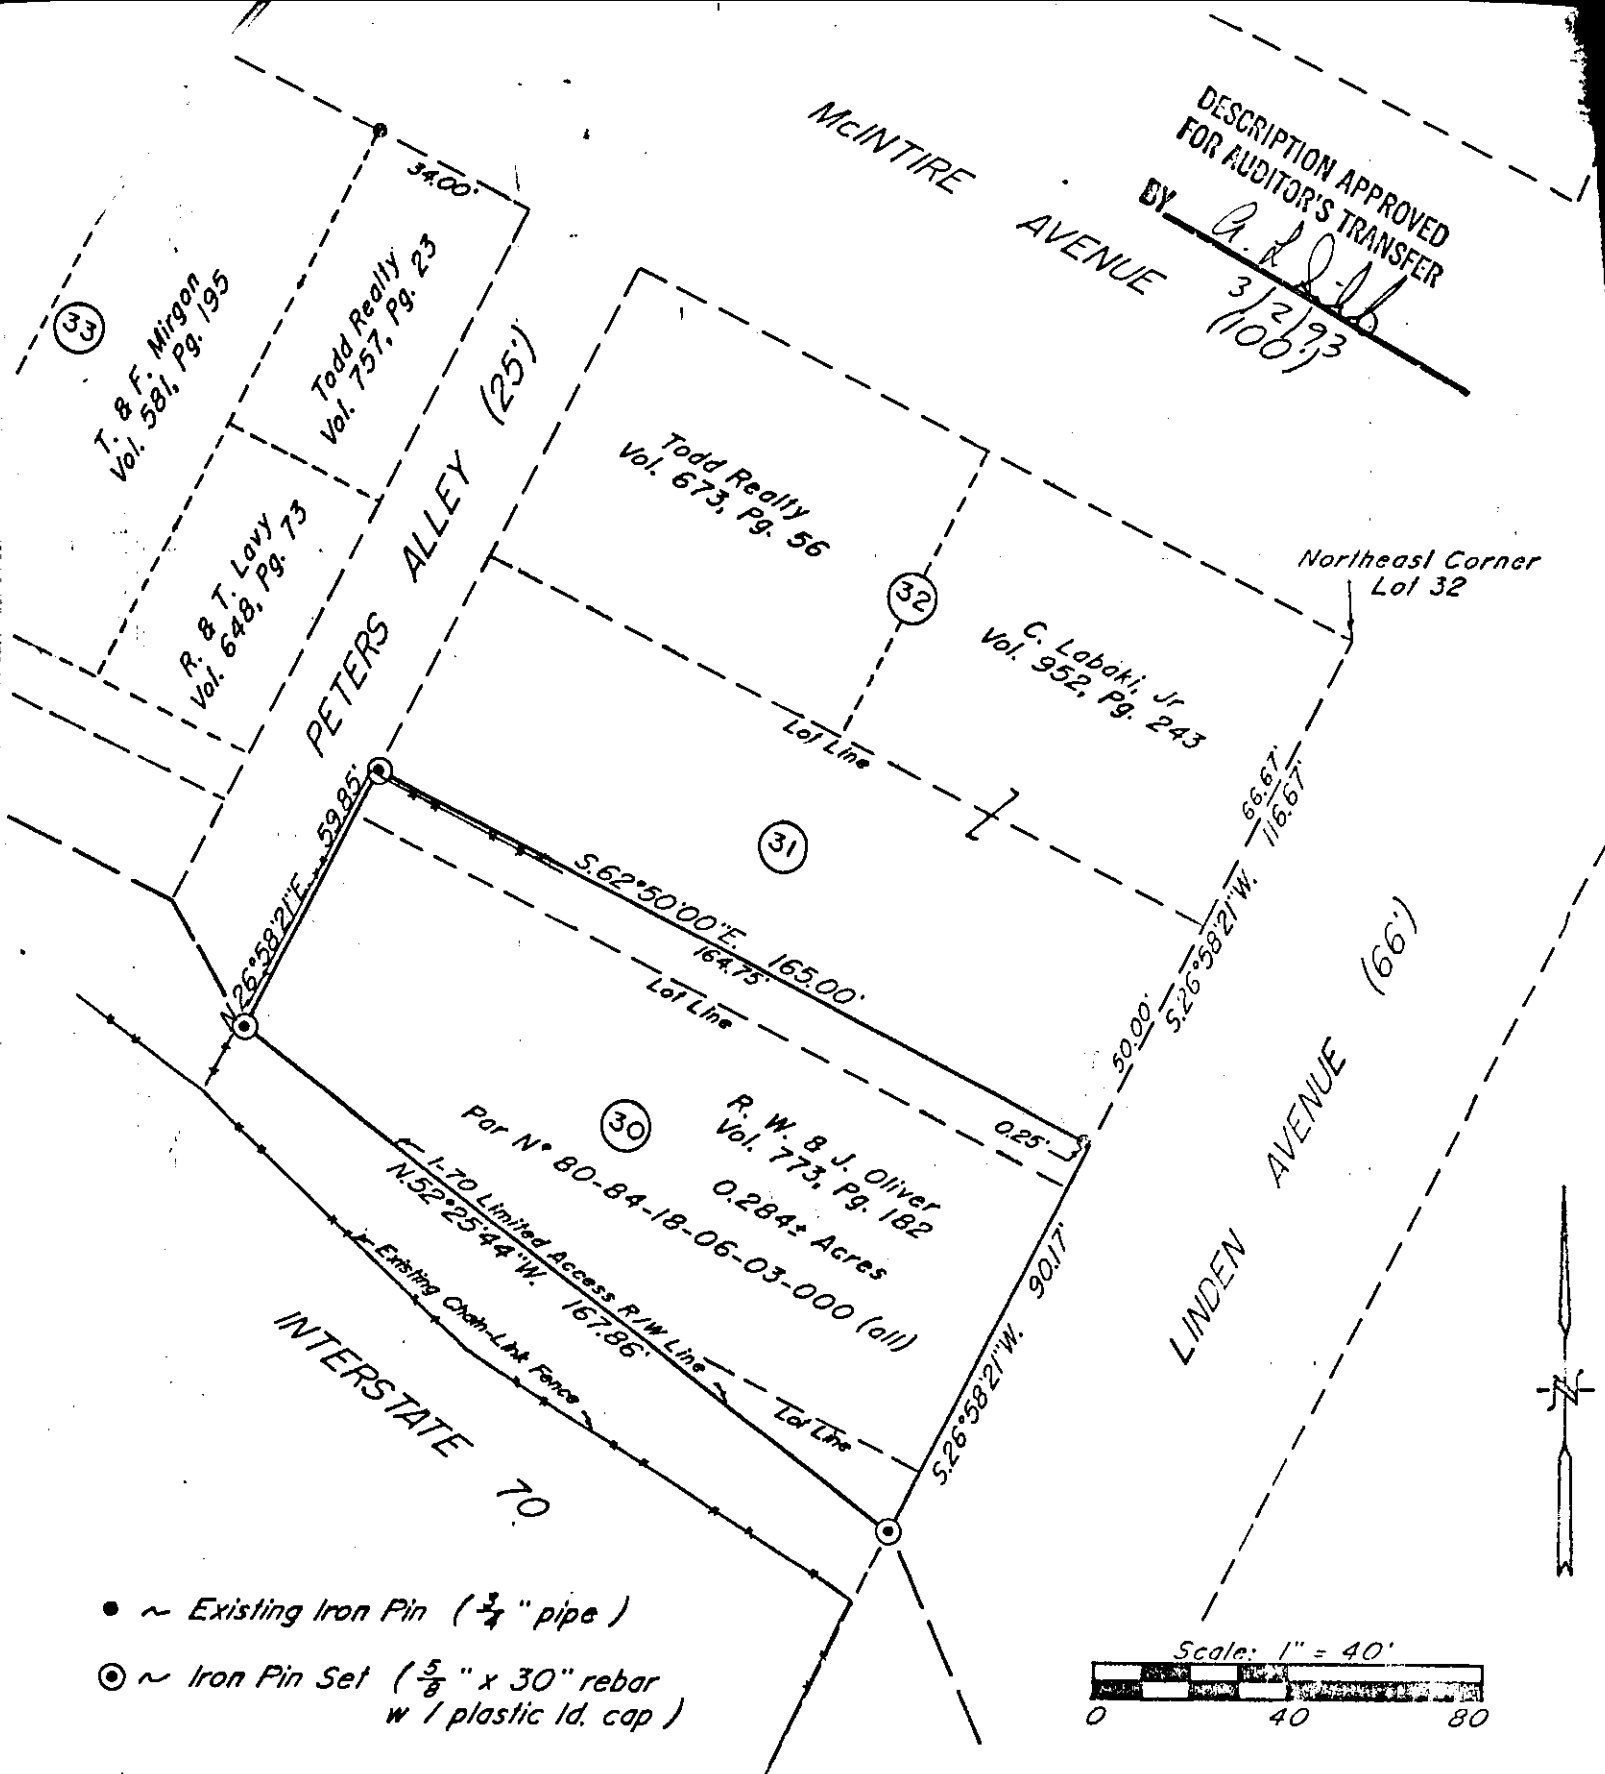 McINTIRE AVENUE
(100')
DESCRIPTION APPROVED
FOR AUDITOR'S TRANSFER
BY
3/2/93
34.00'
33
T. & F. Mirgon
Vol. 581, Pg. 195
Todd Realty
Vol. 757, Pg. 23
R. & T. Lavy
Vol. 648, Pg. 73
PETERS ALLEY (25')
Todd Realty
Vol. 673, Pg. 56
32
C. Labaki, Jr
Vol. 952, Pg. 243
Northeast Corner
Lot 32
Lot Line
66.67'
116.67'
S.26°58'21"W.
50.00'
31
N.26°58'21"E. 59.85'
S.62°50'00"E. 165.00'
164.75'
Lot Line
0.25'
LINDEN AVENUE (66')
30
R. W. & J. Oliver
Vol. 773, Pg. 182
0.284± Acres
Par Nº 80-84-18-06-03-000 (all)
I-70 Limited Access R/W Line
N.52°25'44"W. 167.86'
Existing Chain-Link Fence
Lot Line
S.26°58'21"W. 90.17'
INTERSTATE 70
N
● ~ Existing Iron Pin (3/4" pipe)
⊙ ~ Iron Pin Set (5/8" x 30" rebar
w/ plastic Id. cap)
Scale: 1" = 40'
0 40 80